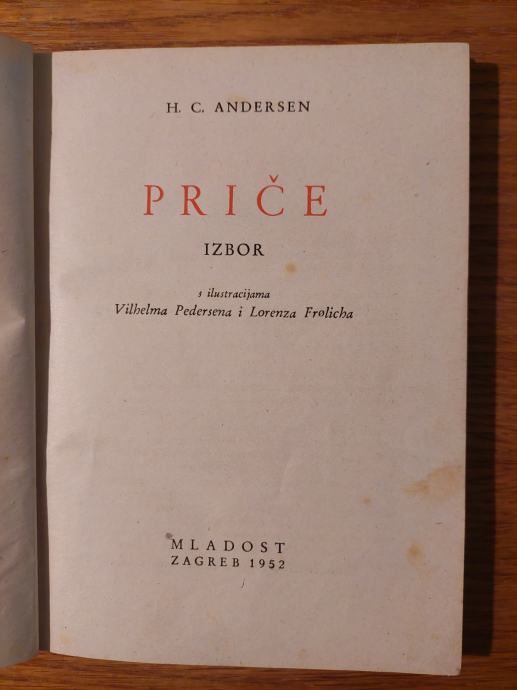 H. C. ANDERSEN
PRIČE
IZBOR
s ilustracijama
Vilhelma Pedersena i Lorenza Frølicha
MLADOST
ZAGREB 1952